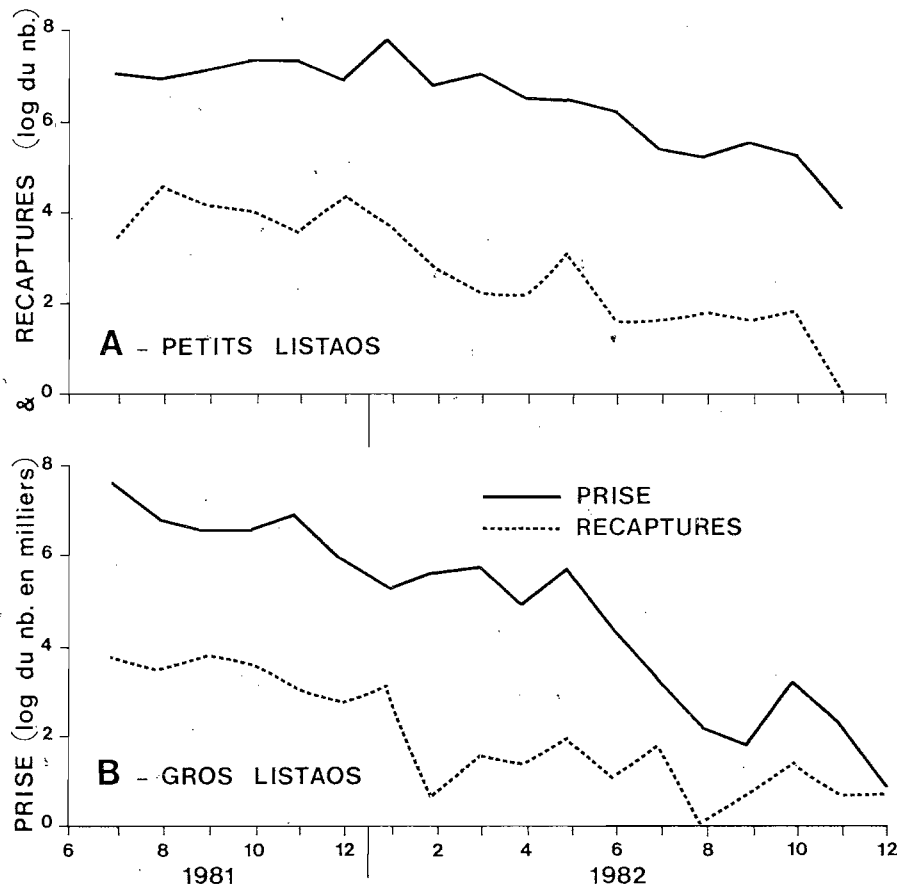 PRISE (log du nb. en milliers) & RECAPTURES (log du nb.)
8
6
4
2
0
A - PETITS LISTAOS
8
6
4
2
0
PRISE
RECAPTURES
B - GROS LISTAOS
6 8 10 12 2 4 6 8 10 12
1981 1982